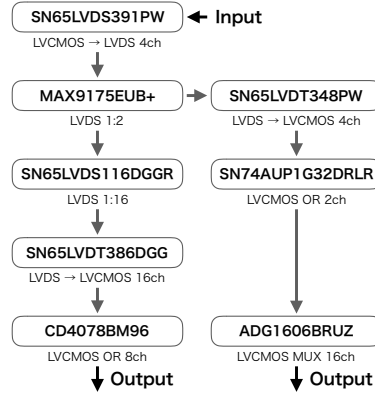 SN65LVDS391PW
Input
LVCMOS → LVDS 4ch
MAX9175EUB+
SN65LVDT348PW
LVDS 1:2
LVDS → LVCMOS 4ch
SN65LVDS116DGGR
SN74AUP1G32DRLR
LVDS 1:16
LVCMOS OR 2ch
SN65LVDT386DGG
LVDS → LVCMOS 16ch
CD4078BM96
ADG1606BRUZ
LVCMOS OR 8ch
LVCMOS MUX 16ch
Output
Output